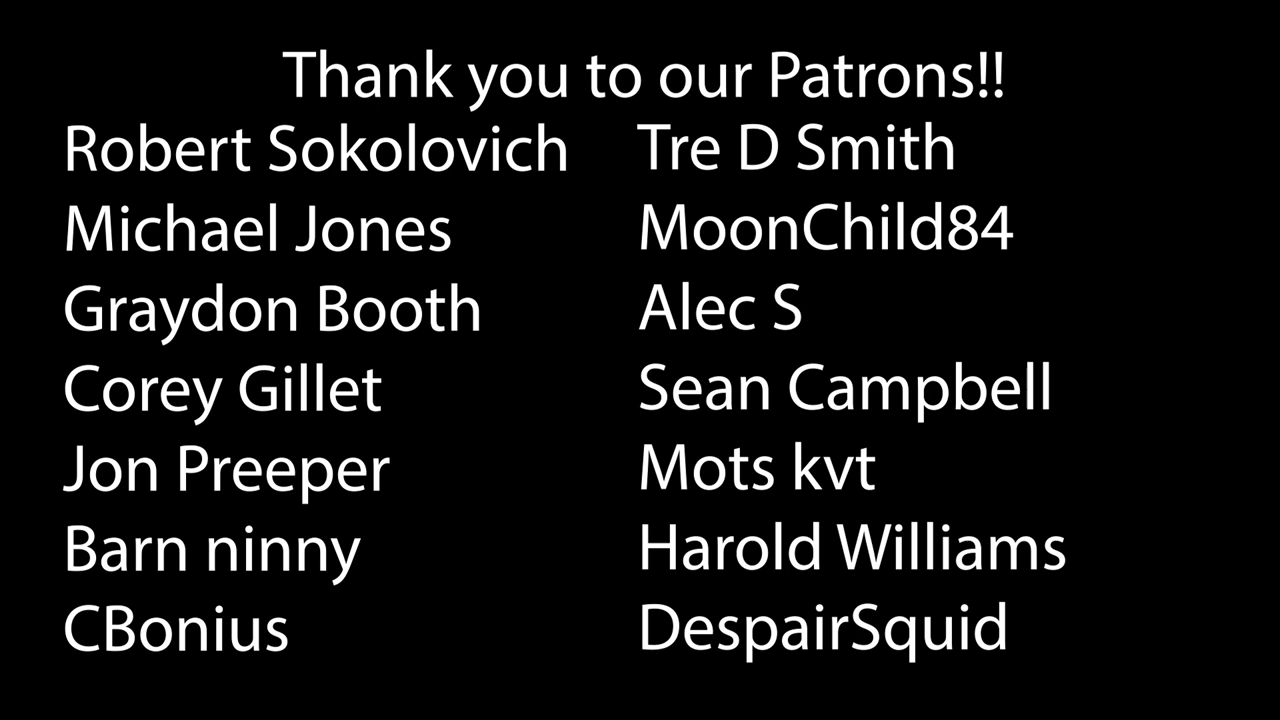 Thank you to our Patrons!!
Robert Sokolovich
Michael Jones
Graydon Booth
Corey Gillet
Jon Preeper
Barn ninny
CBonius
Tre D Smith
MoonChild84
Alec S
Sean Campbell
Mots kvt
Harold Williams
DespairSquid